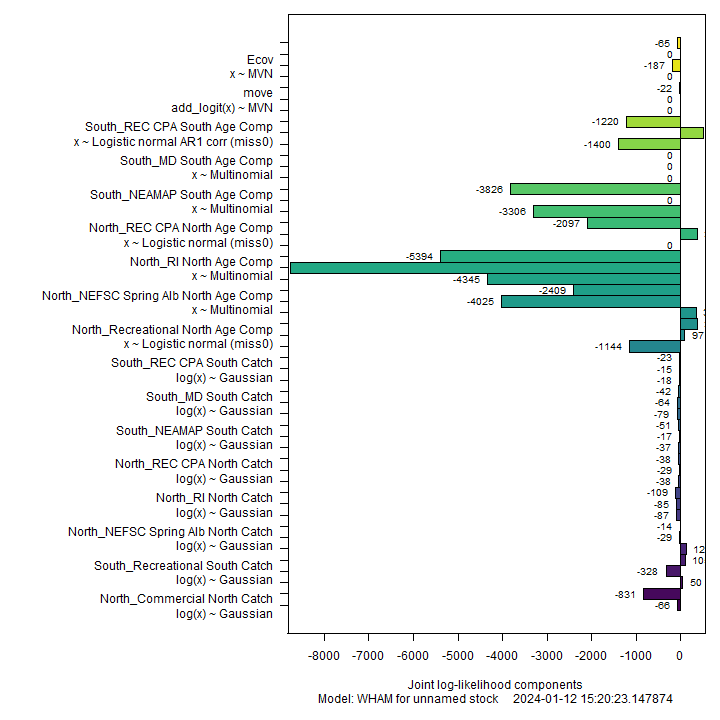 -65
0
Ecov
-187
x ~ MVN
0
move
-22
0
add_logit(x) ~ MVN
0
-1220
South_REC CPA South Age Comp
x ~ Logistic normal AR1 corr (miss0)
-1400
0
South_MD South Age Comp
0
x ~ Multinomial
0
-3826
South_NEAMAP South Age Comp
0
x ~ Multinomial
-3306
-2097
North_REC CPA North Age Comp
x ~ Logistic normal (miss0)
0
-5394
North_RI North Age Comp
x ~ Multinomial
-4345
-2409
North_NEFSC Spring Alb North Age Comp
-4025
x ~ Multinomial
North_Recreational North Age Comp
97
x ~ Logistic normal (miss0)
-1144
-23
South_REC CPA South Catch
-15
log(x) ~ Gaussian
-18
-42
South_MD South Catch
-64
log(x) ~ Gaussian
-79
-51
South_NEAMAP South Catch
-17
log(x) ~ Gaussian
-37
-38
North_REC CPA North Catch
-29
log(x) ~ Gaussian
-38
-109
North_RI North Catch
-85
log(x) ~ Gaussian
-87
-14
North_NEFSC Spring Alb North Catch
-29
log(x) ~ Gaussian
12
10
South_Recreational South Catch
-328
log(x) ~ Gaussian
50
-831
North_Commercial North Catch
-66
log(x) ~ Gaussian
-8000 -7000 -6000 -5000 -4000 -3000 -2000 -1000 0
Joint log-likelihood components
Model: WHAM for unnamed stock 2024-01-12 15:20:23.147874